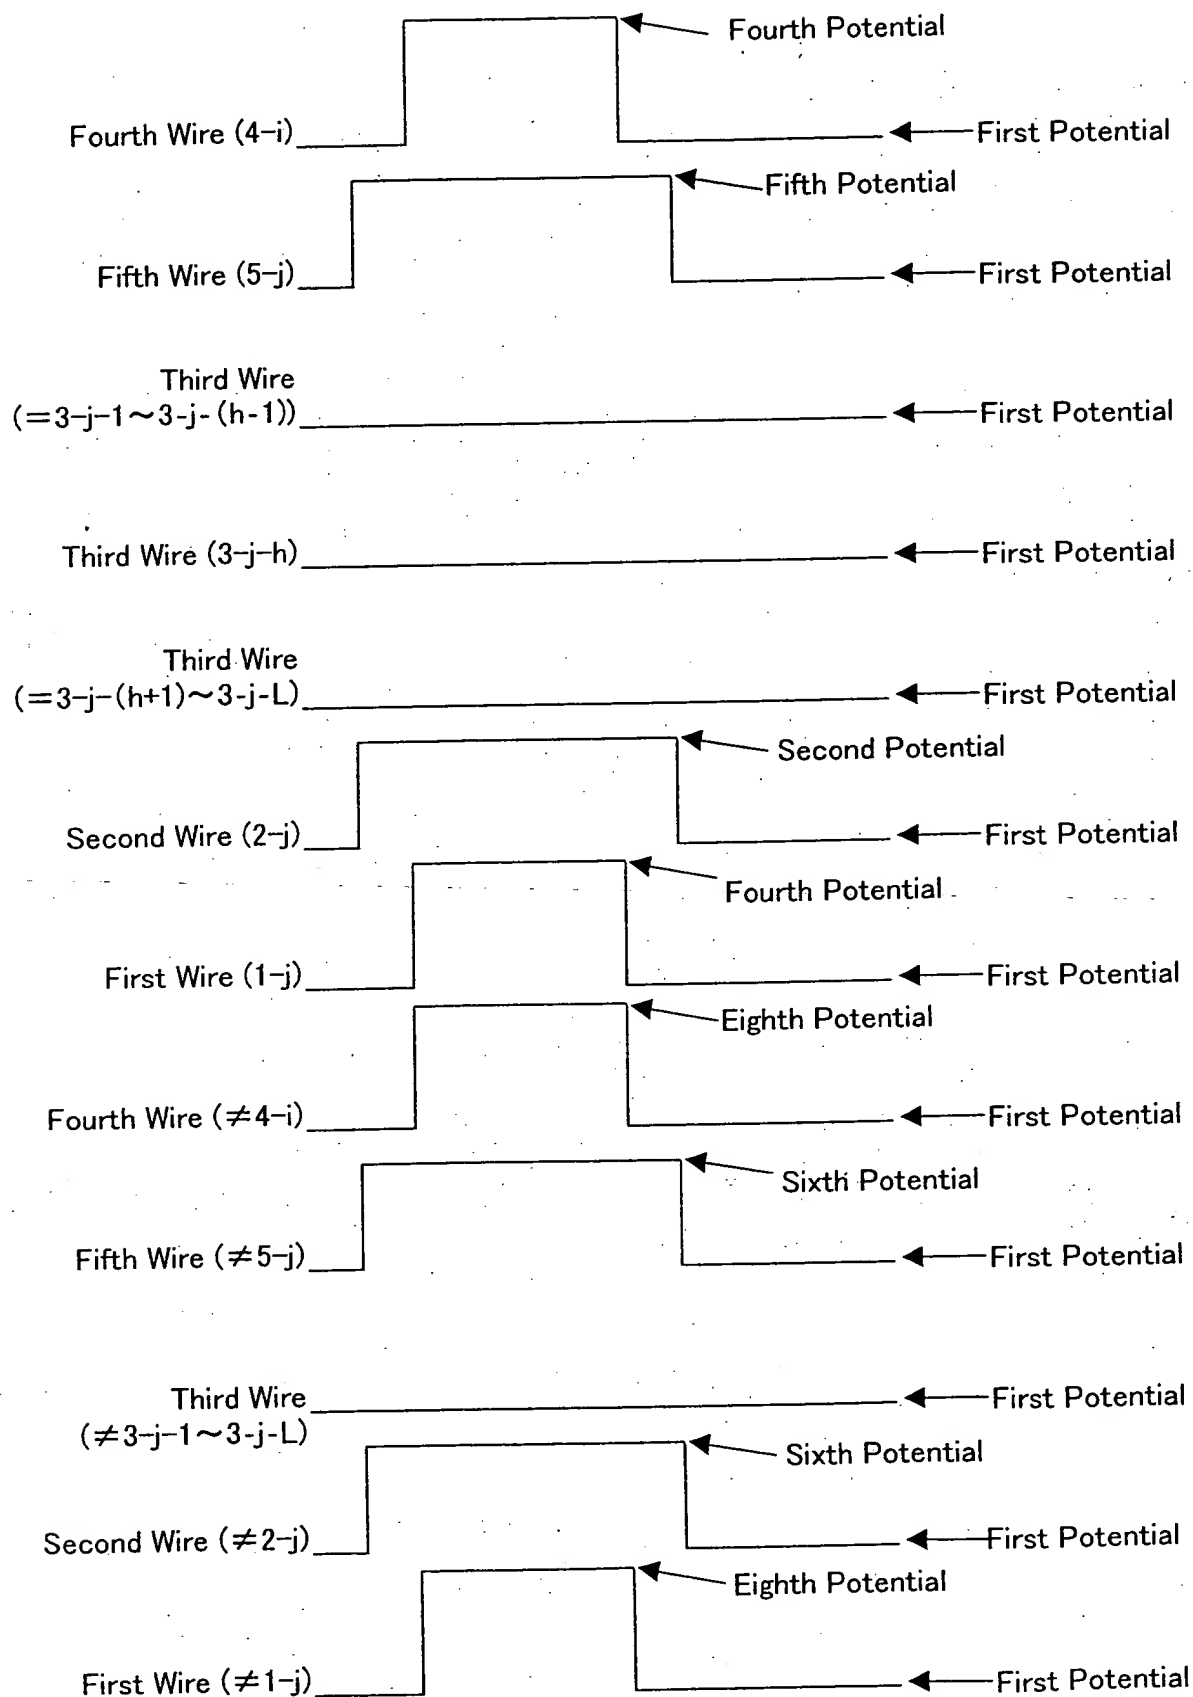 Fourth Potential
Fourth Wire (4-i)
First Potential
Fifth Potential
Fifth Wire (5-j)
First Potential
Third Wire
(=3-j-1~3-j-(h-1))
First Potential
Third Wire (3-j-h)
First Potential
Third Wire
(=3-j-(h+1)~3-j-L)
First Potential
Second Potential
Second Wire (2-j)
First Potential
Fourth Potential
First Wire (1-j)
First Potential
Eighth Potential
Fourth Wire (≠4-i)
First Potential
Sixth Potential
Fifth Wire (≠5-j)
First Potential
Third Wire
(≠3-j-1~3-j-L)
First Potential
Sixth Potential
Second Wire (≠2-j)
First Potential
Eighth Potential
First Wire (≠1-j)
First Potential